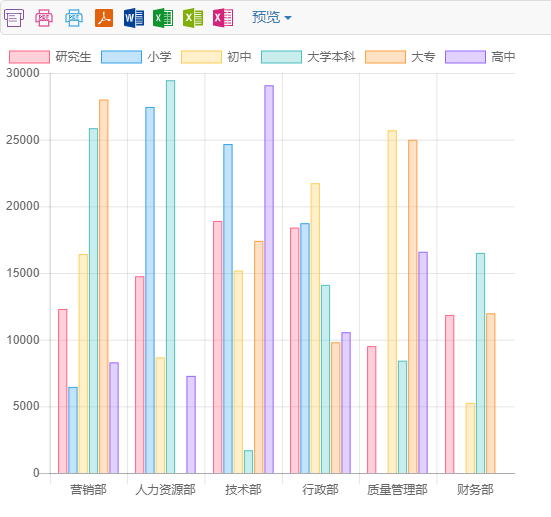 预览
研究生 小学 初中 大学本科 大专 高中
30000
25000
20000
15000
10000
5000
0
营销部 人力资源部 技术部 行政部 质量管理部 财务部